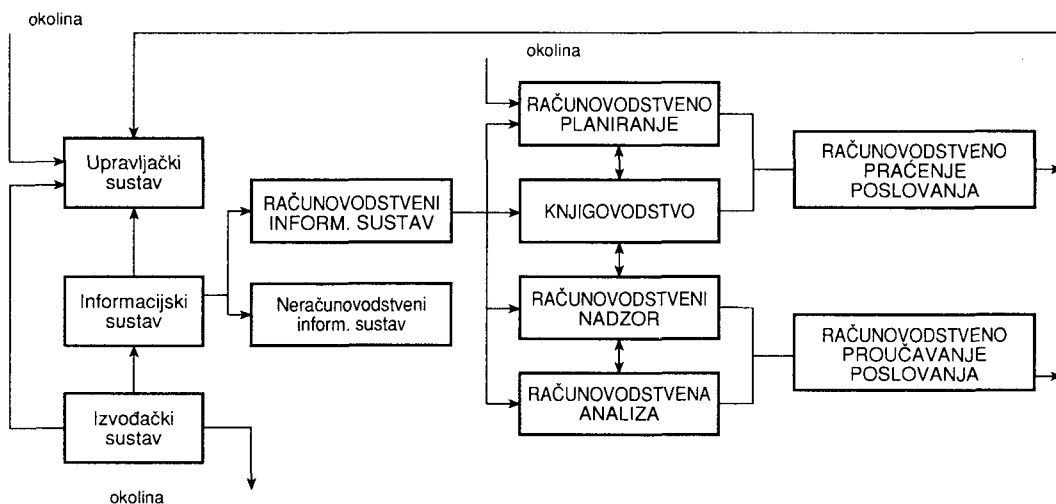 okolina
okolina
Upravljački
sustav
Informacijski
sustav
Izvođački
sustav
okolina
RAČUNOVODSTVENI
INFORM. SUSTAV
Neračunovodstveni
inform. sustav
RAČUNOVODSTVENO
PLANIRANJE
KNJIGOVODSTVO
RAČUNOVODSTVENI
NADZOR
RAČUNOVODSTVENA
ANALIZA
RAČUNOVODSTVENO
PRAĆENJE
POSLOVANJA
RAČUNOVODSTVENO
PROUČAVANJE
POSLOVANJA